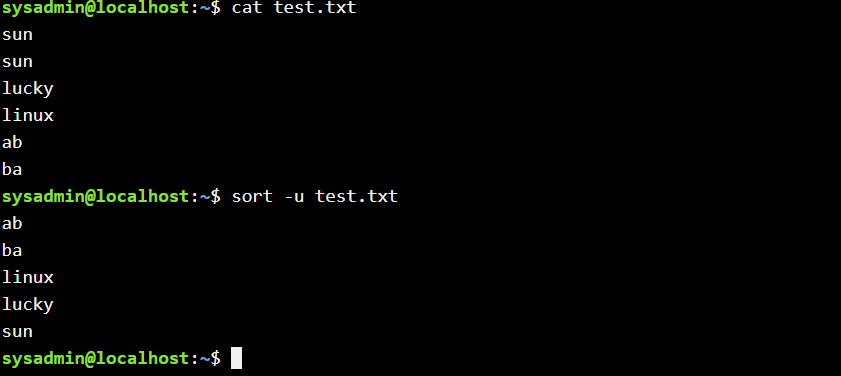 sysadmin@localhost:~$ cat test.txt
sun
sun
lucky
linux
ab
ba
sysadmin@localhost:~$ sort -u test.txt
ab
ba
linux
lucky
sun
sysadmin@localhost:~$